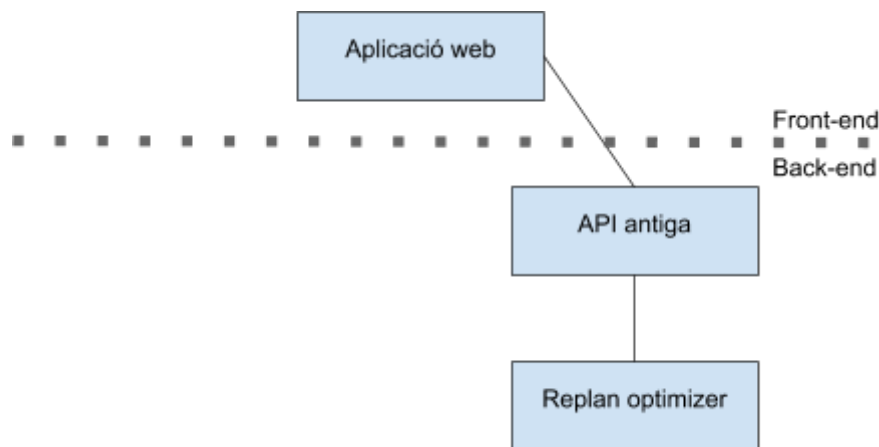 Aplicació web
Front-end
Back-end
API antiga
Replan optimizer